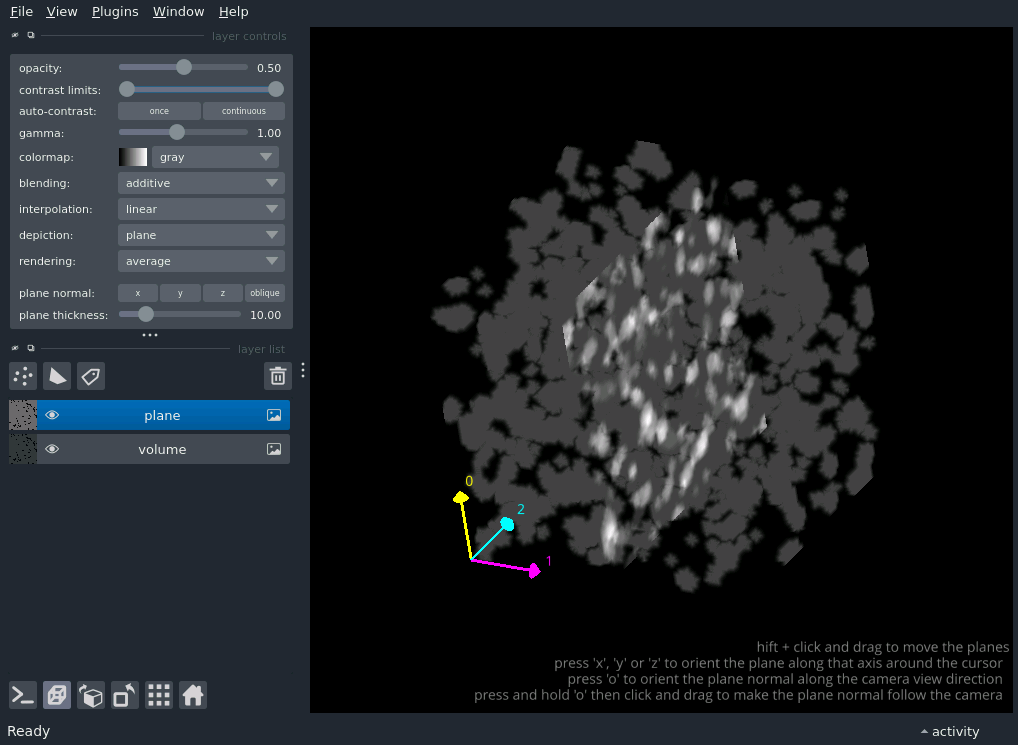 File View Plugins Window Help
layer controls
opacity: 0.50
contrast limits:
auto-contrast: once continuous
gamma: 1.00
colormap: gray
blending: additive
interpolation: linear
depiction: plane
rendering: average
plane normal: x y z oblique
plane thickness: 10.00
layer list
plane
volume
0
2
1
hift + click and drag to move the planes
press 'x', 'y' or 'z' to orient the plane along that axis around the cursor
press 'o' to orient the plane normal along the camera view direction
press and hold 'o' then click and drag to make the plane normal follow the camera
Ready activity